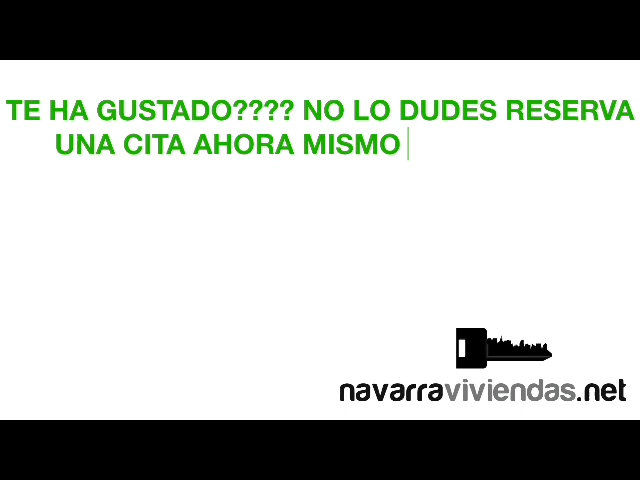 TE HA GUSTADO???? NO LO DUDES RESERVA
UNA CITA AHORA MISMO
navarraviviendas.net